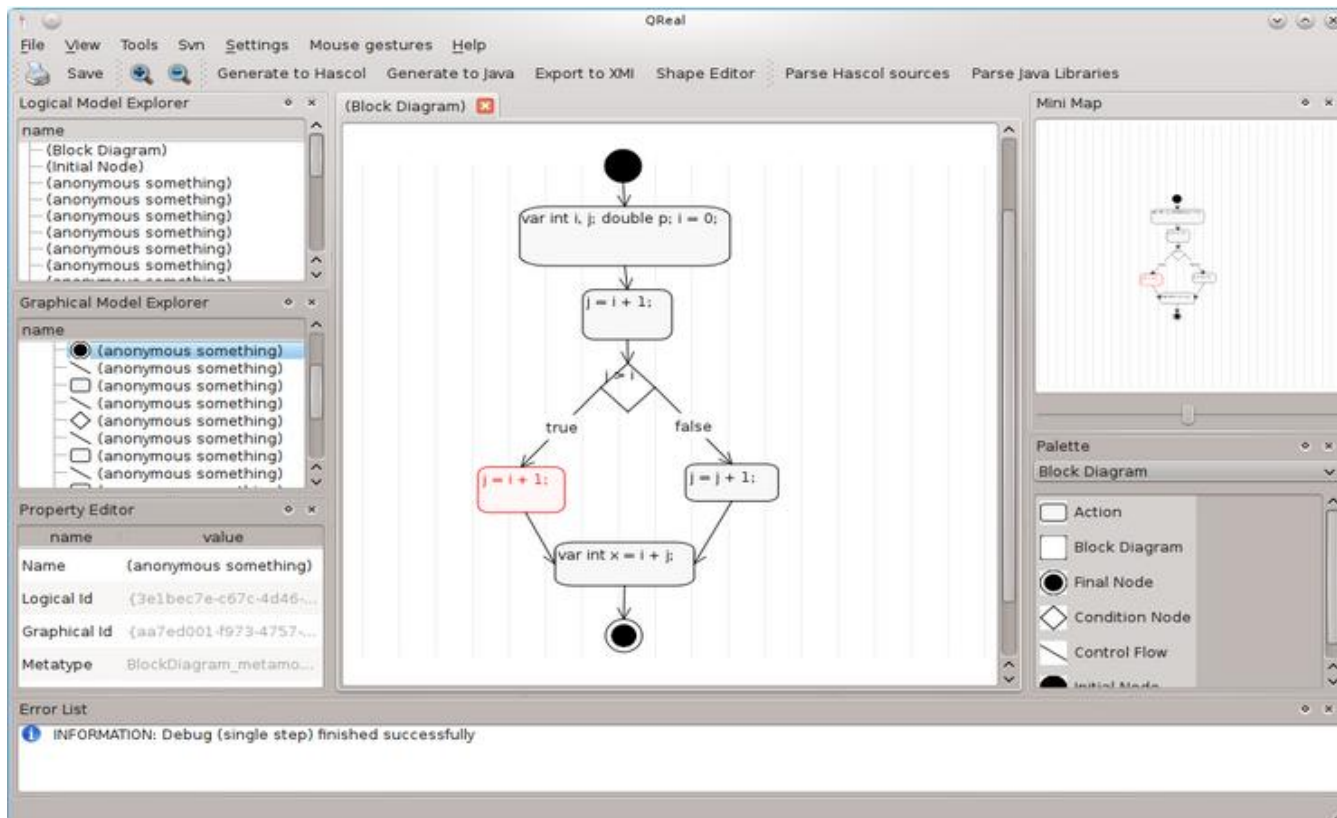 QReal
File View Tools Svn Settings Mouse gestures Help
Save Generate to Hascol Generate to Java Export to XMI Shape Editor Parse Hascol sources Parse Java Libraries
Logical Model Explorer
name
(Block Diagram)
(Initial Node)
(anonymous something)
(anonymous something)
(anonymous something)
(anonymous something)
(anonymous something)
(anonymous something)
(anonymous something)
Graphical Model Explorer
name
(anonymous something)
(anonymous something)
(anonymous something)
(anonymous something)
(anonymous something)
(anonymous something)
(anonymous something)
(anonymous something)
Property Editor
name value
Name (anonymous something)
Logical Id {3e1bec7e-c67c-4d46-...
Graphical Id {aa7ed001-f973-4757-...
Metatype BlockDiagram_metamo...
(Block Diagram)
var int i, j; double p; i = 0;
j = i + 1;
j > i
true false
j = i + 1; j = j + 1;
var int x = i + j;
Mini Map
Palette
Block Diagram
Action
Block Diagram
Final Node
Condition Node
Control Flow
Initial Node
Error List
INFORMATION: Debug (single step) finished successfully